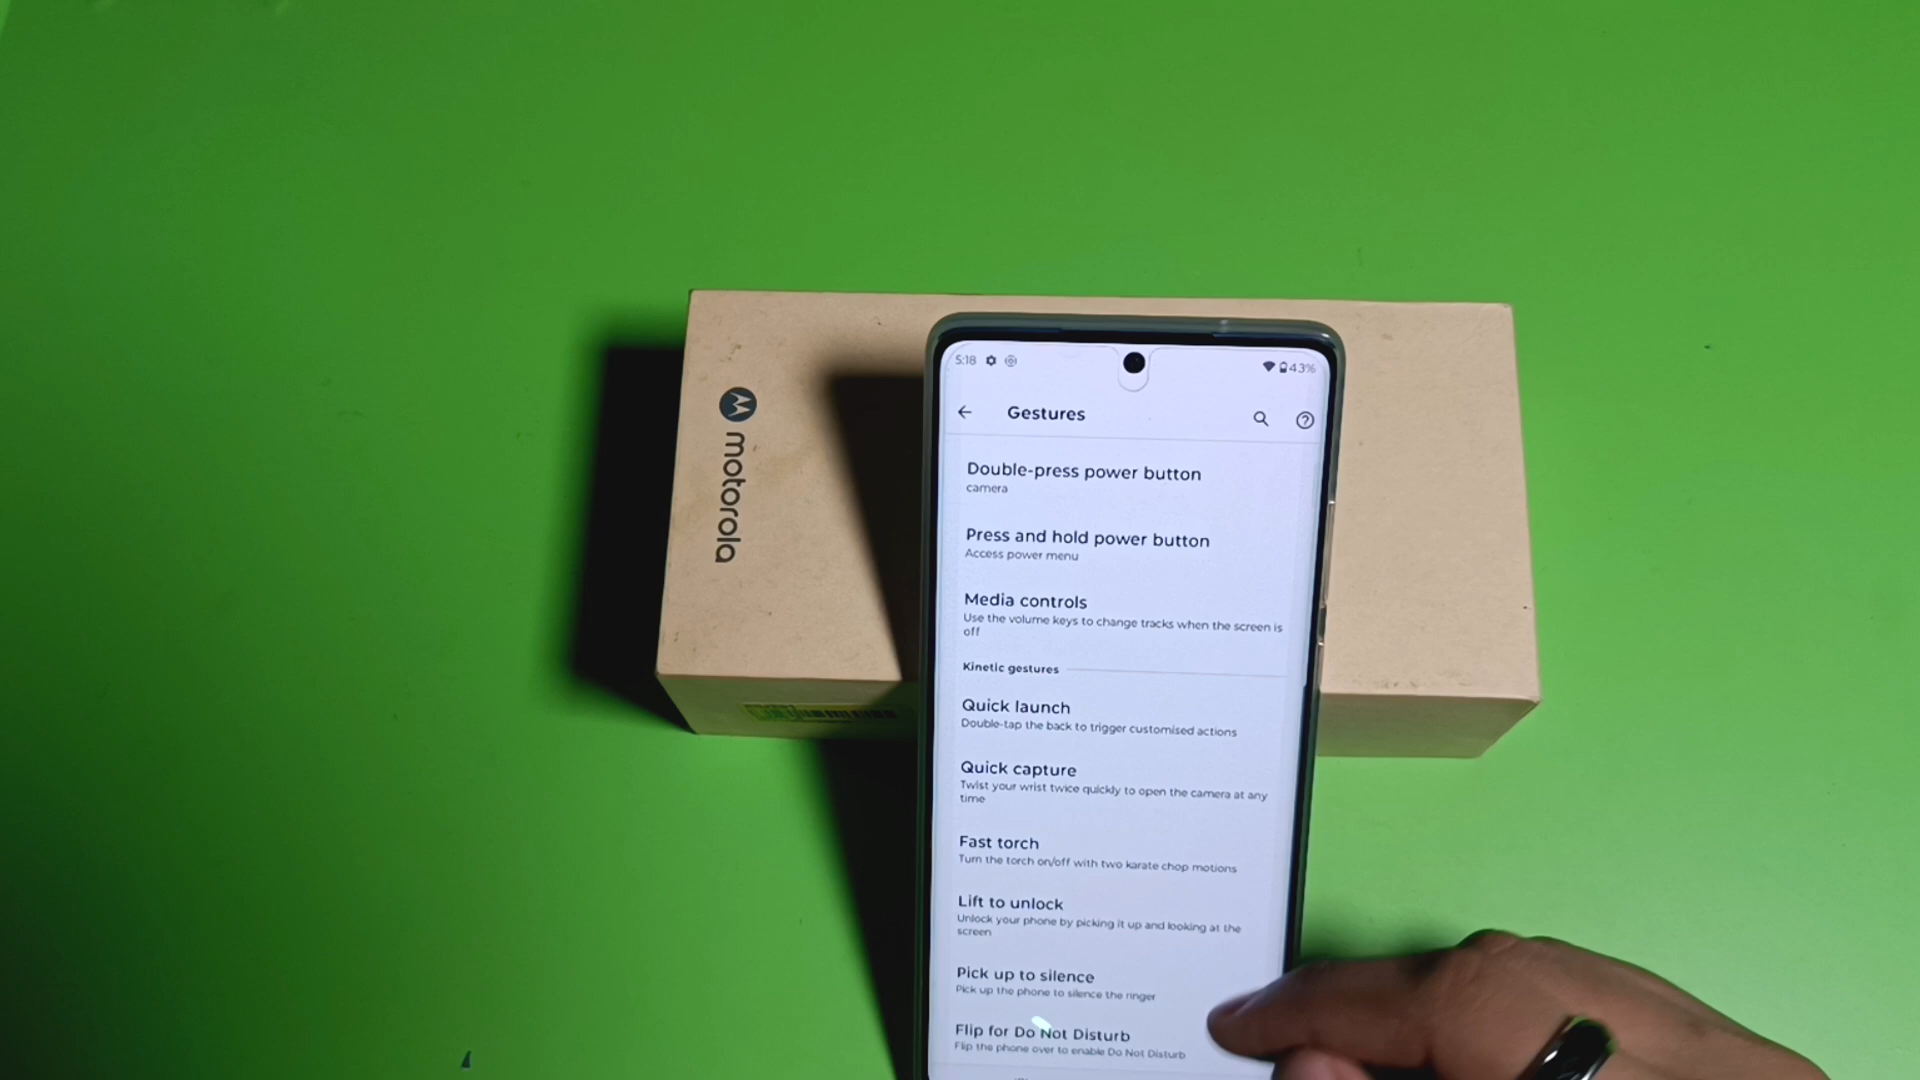 motorola
5:18
43%
Gestures
Double-press power button
camera
Press and hold power button
Access power menu
Media controls
Use the volume keys to change tracks when the screen is
off
Kinetic gestures
Quick launch
Double-tap the back to trigger customised actions
Quick capture
Twist your wrist twice quickly to open the camera at any
time
Fast torch
Turn the torch on/off with two karate chop motions
Lift to unlock
Unlock your phone by picking it up and looking at the
screen
Pick up to silence
Pick up the phone to silence the ringer
Flip for Do Not Disturb
Flip the phone over to enable Do Not Disturb